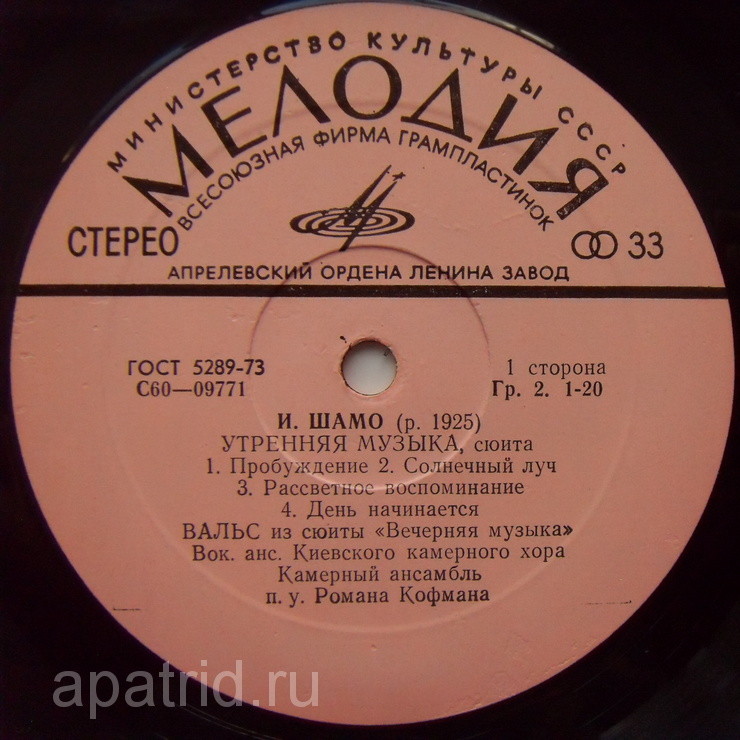 МИНИСТЕРСТВО КУЛЬТУРЫ СССР
МЕЛОДИЯ
ВСЕСОЮЗНАЯ ФИРМА ГРАМПЛАСТИНОК
СТЕРЕО 33
АПРЕЛЕВСКИЙ ОРДЕНА ЛЕНИНА ЗАВОД
ГОСТ 5289-73 1 сторона
С60—09771 Гр. 2. 1-20
И. ШАМО (р. 1925)
УТРЕННЯЯ МУЗЫКА, сюита
1. Пробуждение 2. Солнечный луч
3. Рассветное воспоминание
4. День начинается
ВАЛЬС из сюиты «Вечерняя музыка»
Вок. анс. Киевского камерного хора
Камерный ансамбль
п. у. Романа Кофмана
apatrid.ru